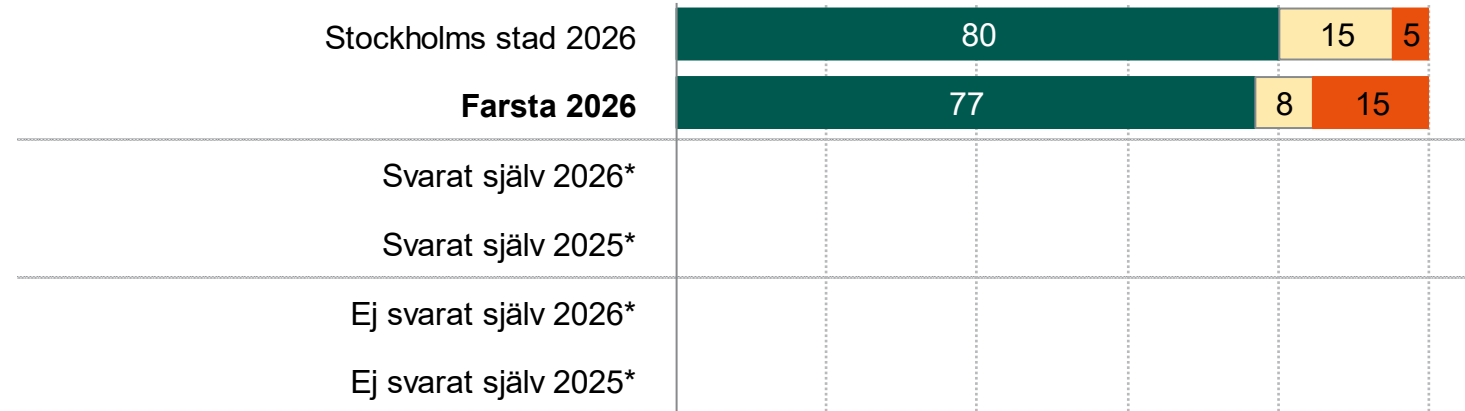 Stockholms stad 2026 80 15 5
Farsta 2026 77 8 15
Svarat själv 2026*
Svarat själv 2025*
Ej svarat själv 2026*
Ej svarat själv 2025*